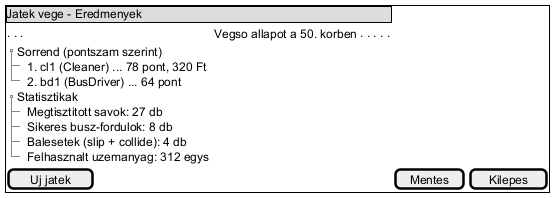 Jatek vege - Eredmenyek
. . . Vegso allapot a 50. korben . . . . .
Sorrend (pontszam szerint)
1. cl1 (Cleaner) ... 78 pont, 320 Ft
2. bd1 (BusDriver) ... 64 pont
Statisztikak
Megtisztitott savok: 27 db
Sikeres busz-fordulok: 8 db
Balesetek (slip + collide): 4 db
Felhasznalt uzemanyag: 312 egys
Uj jatek Mentes Kilepes